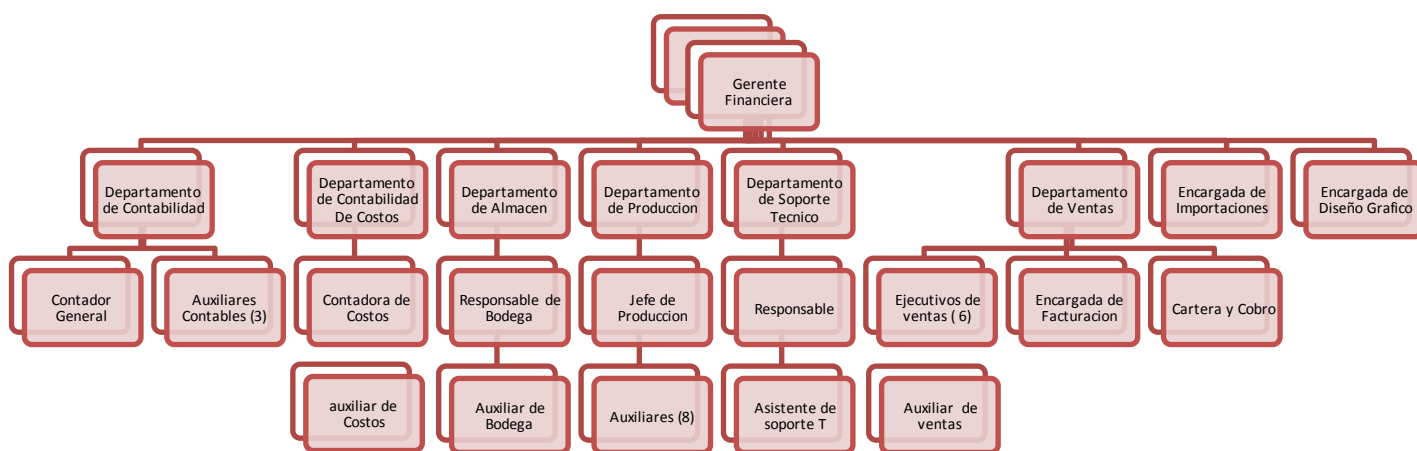 Gerente
Financiera
Departamento
de Contabilidad
Departamento
de Contabilidad
De Costos
Departamento
de Almacen
Departamento
de Produccion
Departamento
de Soporte
Tecnico
Departamento
de Ventas
Encargada de
Importaciones
Encargada de
Diseño Grafico
Contador
General
Auxiliares
Contables (3)
Contadora de
Costos
Responsable de
Bodega
Jefe de
Produccion
Responsable
Ejecutivos de
ventas ( 6)
Encargada de
Facturacion
Cartera y Cobro
auxiliar de
Costos
Auxiliar de
Bodega
Auxiliares (8)
Asistente de
soporte T
Auxiliar de
ventas